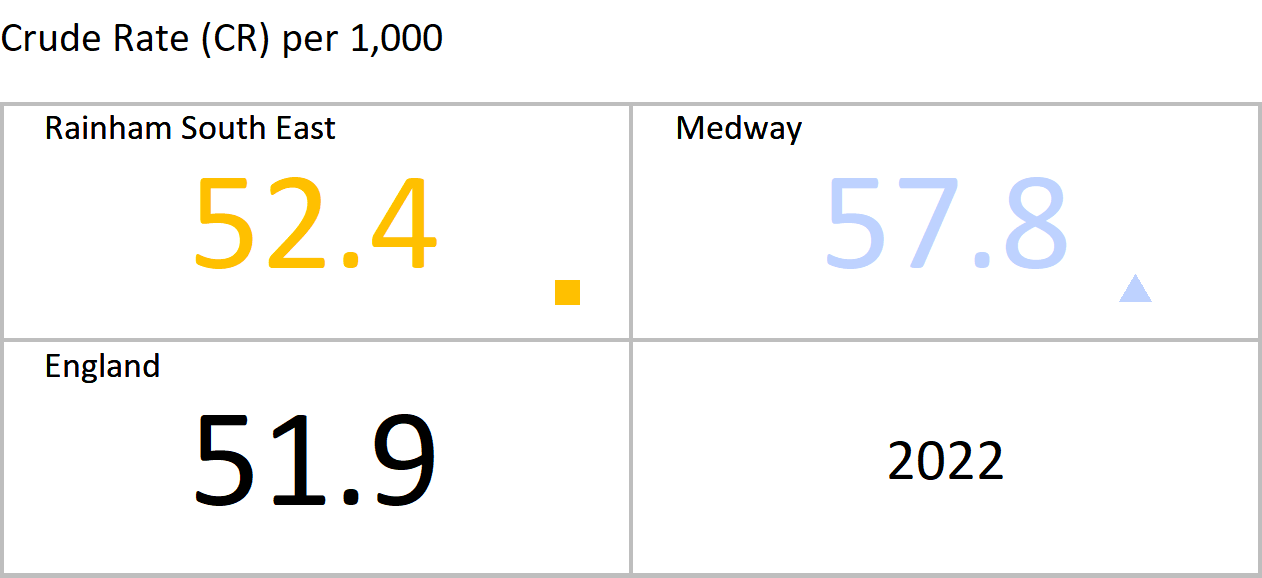 Crude Rate (CR) per 1,000
Rainham South East
52.4
Medway
57.8
England
51.9
2022